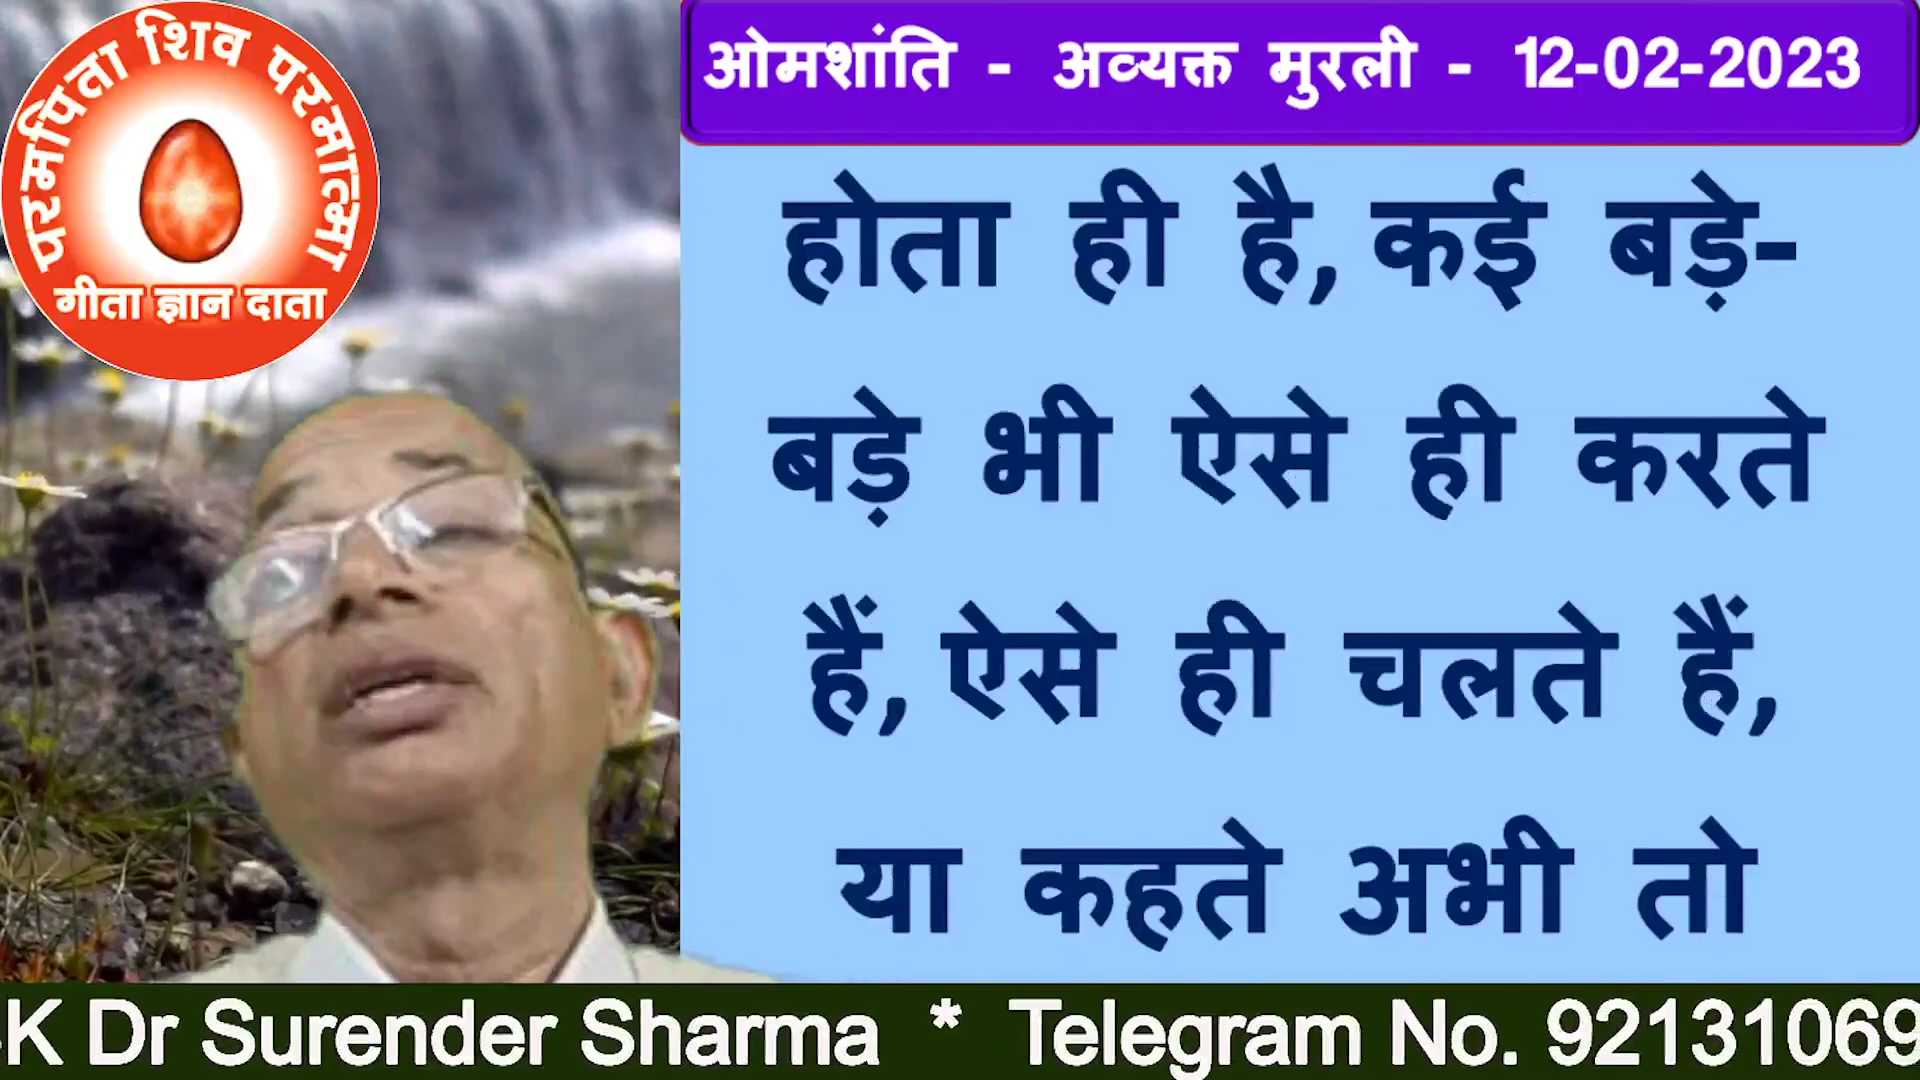 परमपिता शिव परमात्मा
गीता ज्ञान दाता
ओमशांति - अव्यक्त मुरली - 12-02-2023
होता ही है, कई बड़े-
बड़े भी ऐसे ही करते
हैं, ऐसे ही चलते हैं,
या कहते अभी तो
K Dr Surender Sharma * Telegram No. 92131069